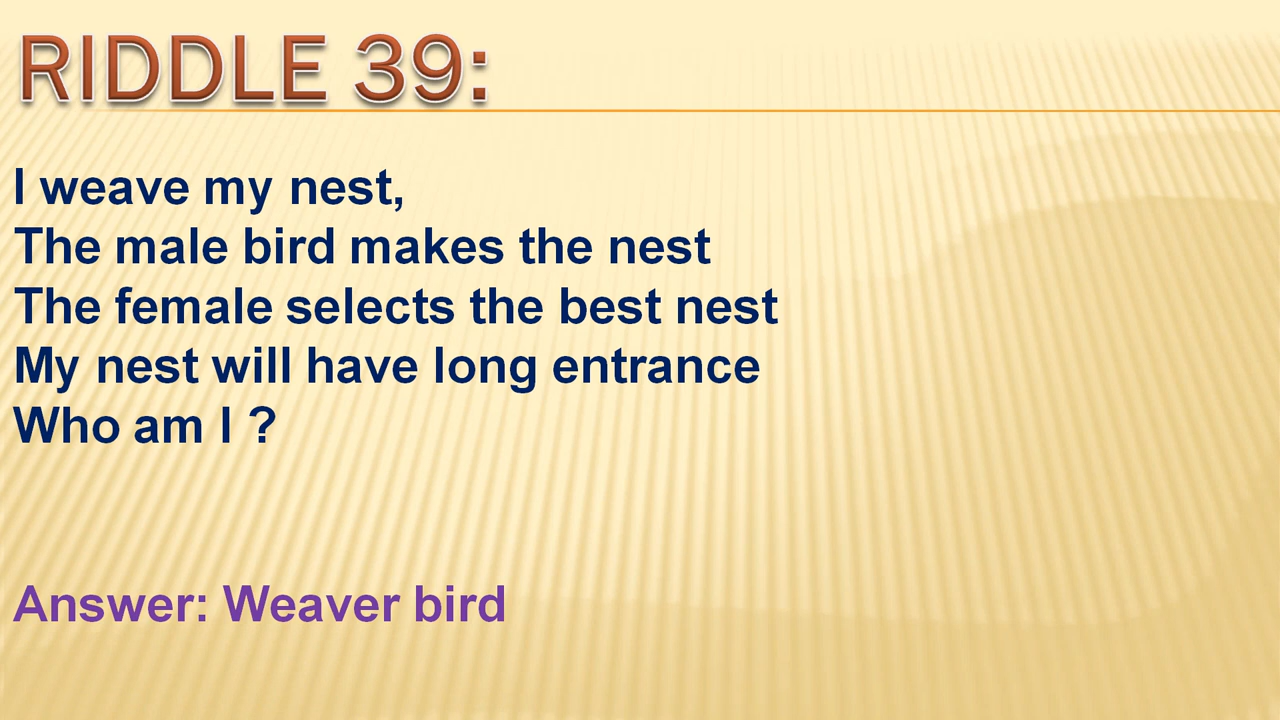 RIDDLE 39:
I weave my nest,
The male bird makes the nest
The female selects the best nest
My nest will have long entrance
Who am I ?
Answer: Weaver bird